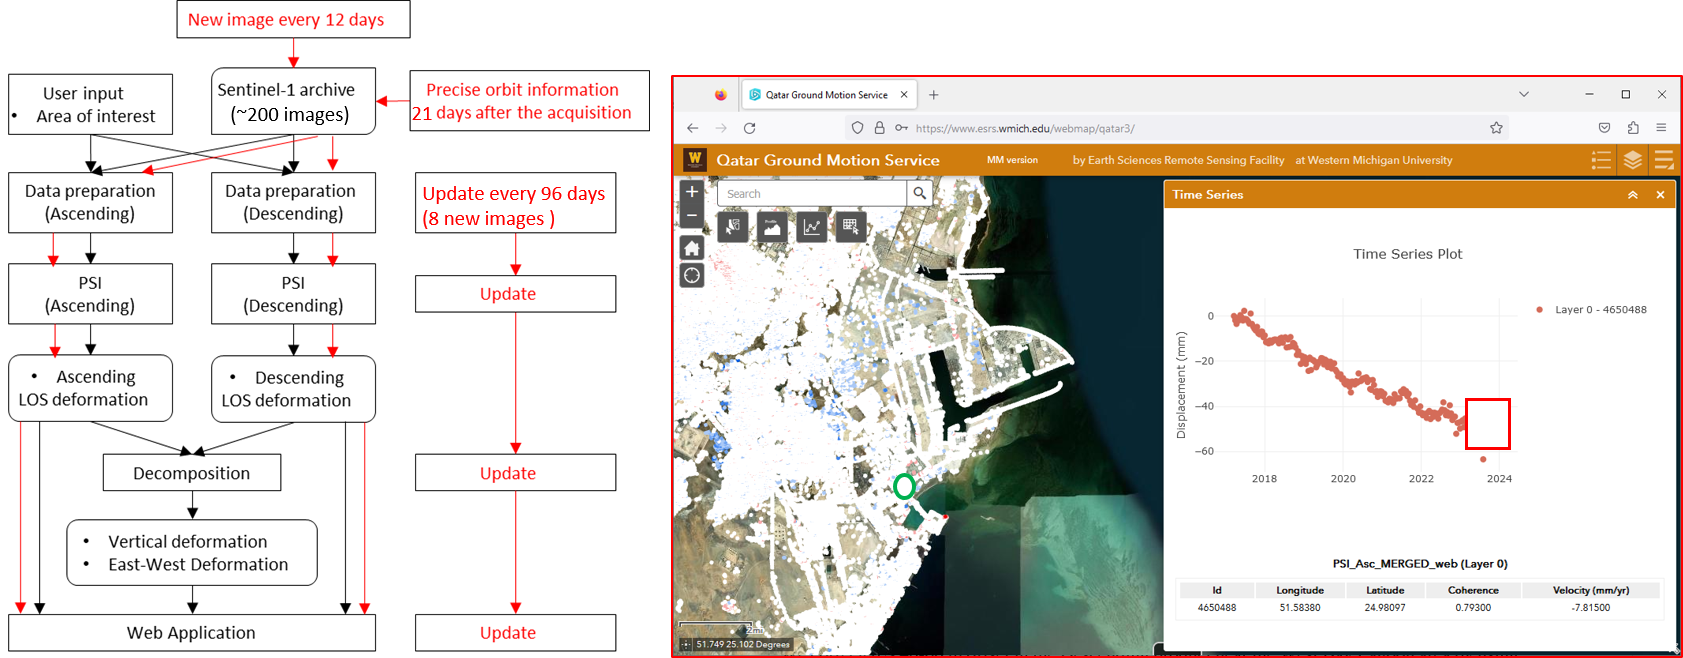 New image every 12 days
User input
• Area of interest
Sentinel-1 archive
(~200 images)
Precise orbit information
21 days after the acquisition
Data preparation
(Ascending)
Data preparation
(Descending)
Update every 96 days
(8 new images )
PSI
(Ascending)
PSI
(Descending)
Update
• Ascending
LOS deformation
• Descending
LOS deformation
Decomposition
Update
• Vertical deformation
• East-West Deformation
Web Application
Update
Qatar Ground Motion Service
https://www.esrs.wmich.edu/webmap/qatar3/
W
Qatar Ground Motion Service
MM version
by Earth Sciences Remote Sensing Facility at Western Michigan University
+
Search
−
Time Series
Time Series Plot
Layer 0 - 4650488
Displacement (mm)
0
−20
−40
−60
2018
2020
2022
2024
PSI_Asc_MERGED_web (Layer 0)
Id Longitude Latitude Coherence Velocity (mm/yr)
4650488 51.58380 24.98097 0.79300 -7.81500
2mi
51.749 25.102 Degrees